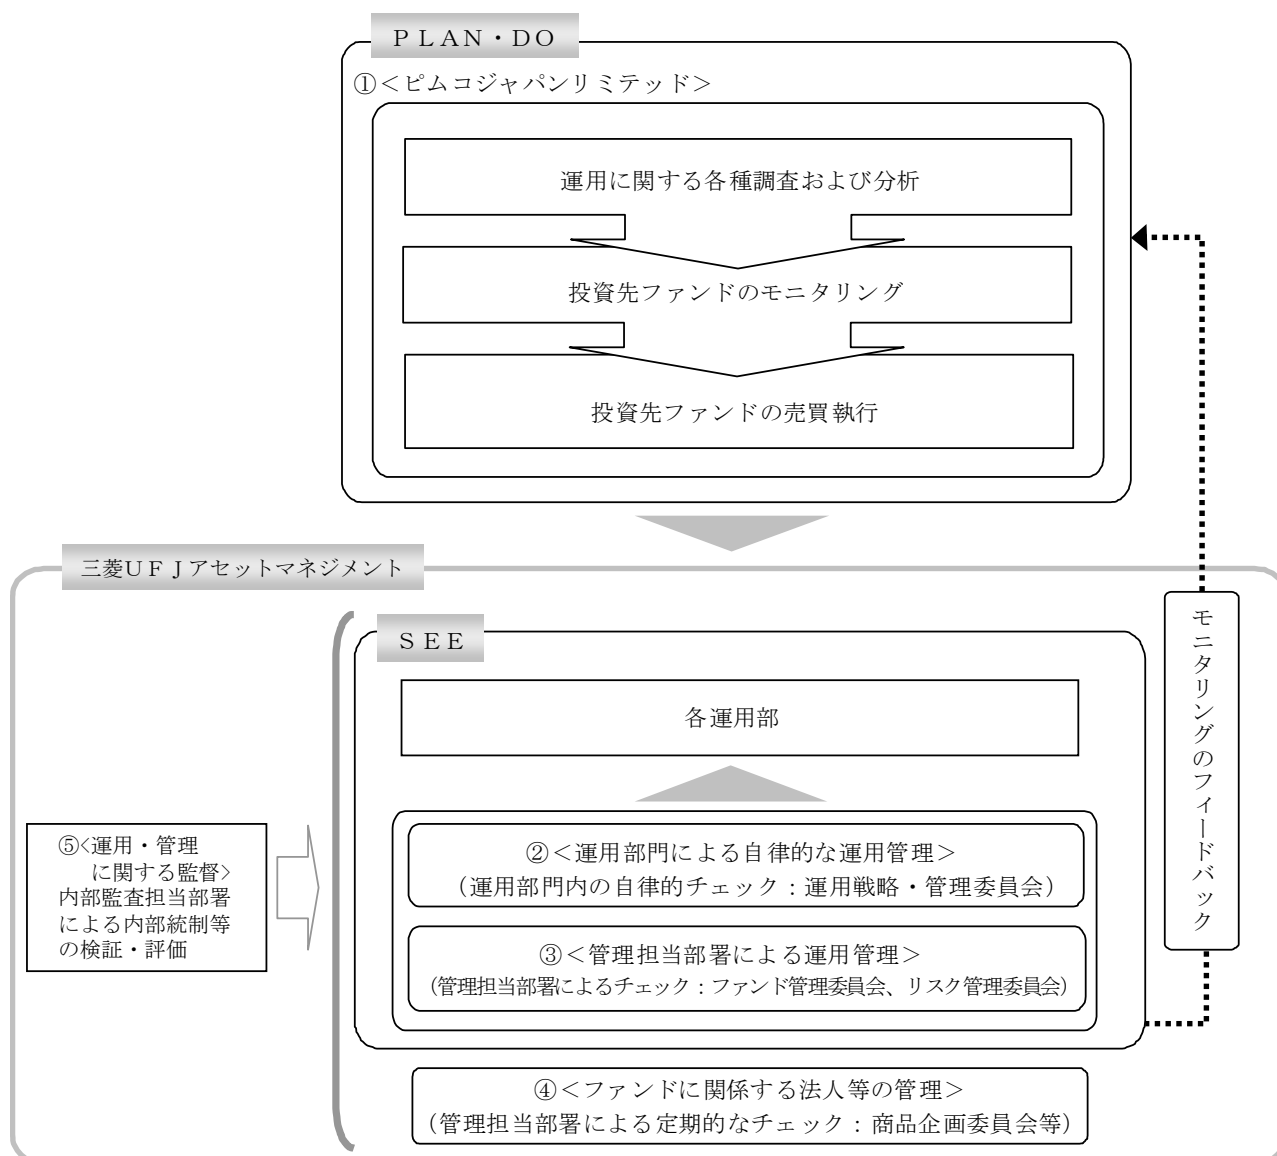 ＰＬＡＮ・ＤＯ
①＜ピムコジャパンリミテッド＞
運用に関する各種調査および分析
投資先ファンドのモニタリング
投資先ファンドの売買執行
三菱ＵＦＪアセットマネジメント
ＳＥＥ
各運用部
②＜運用部門による自律的な運用管理＞
（運用部門内の自律的チェック：運用戦略・管理委員会）
③＜管理担当部署による運用管理＞
（管理担当部署によるチェック：ファンド管理委員会、リスク管理委員会）
④＜ファンドに関係する法人等の管理＞
（管理担当部署による定期的なチェック：商品企画委員会等）
⑤<運用・管理
に関する監督>
内部監査担当部署
による内部統制等
の検証・評価
モニタリングのフィードバック